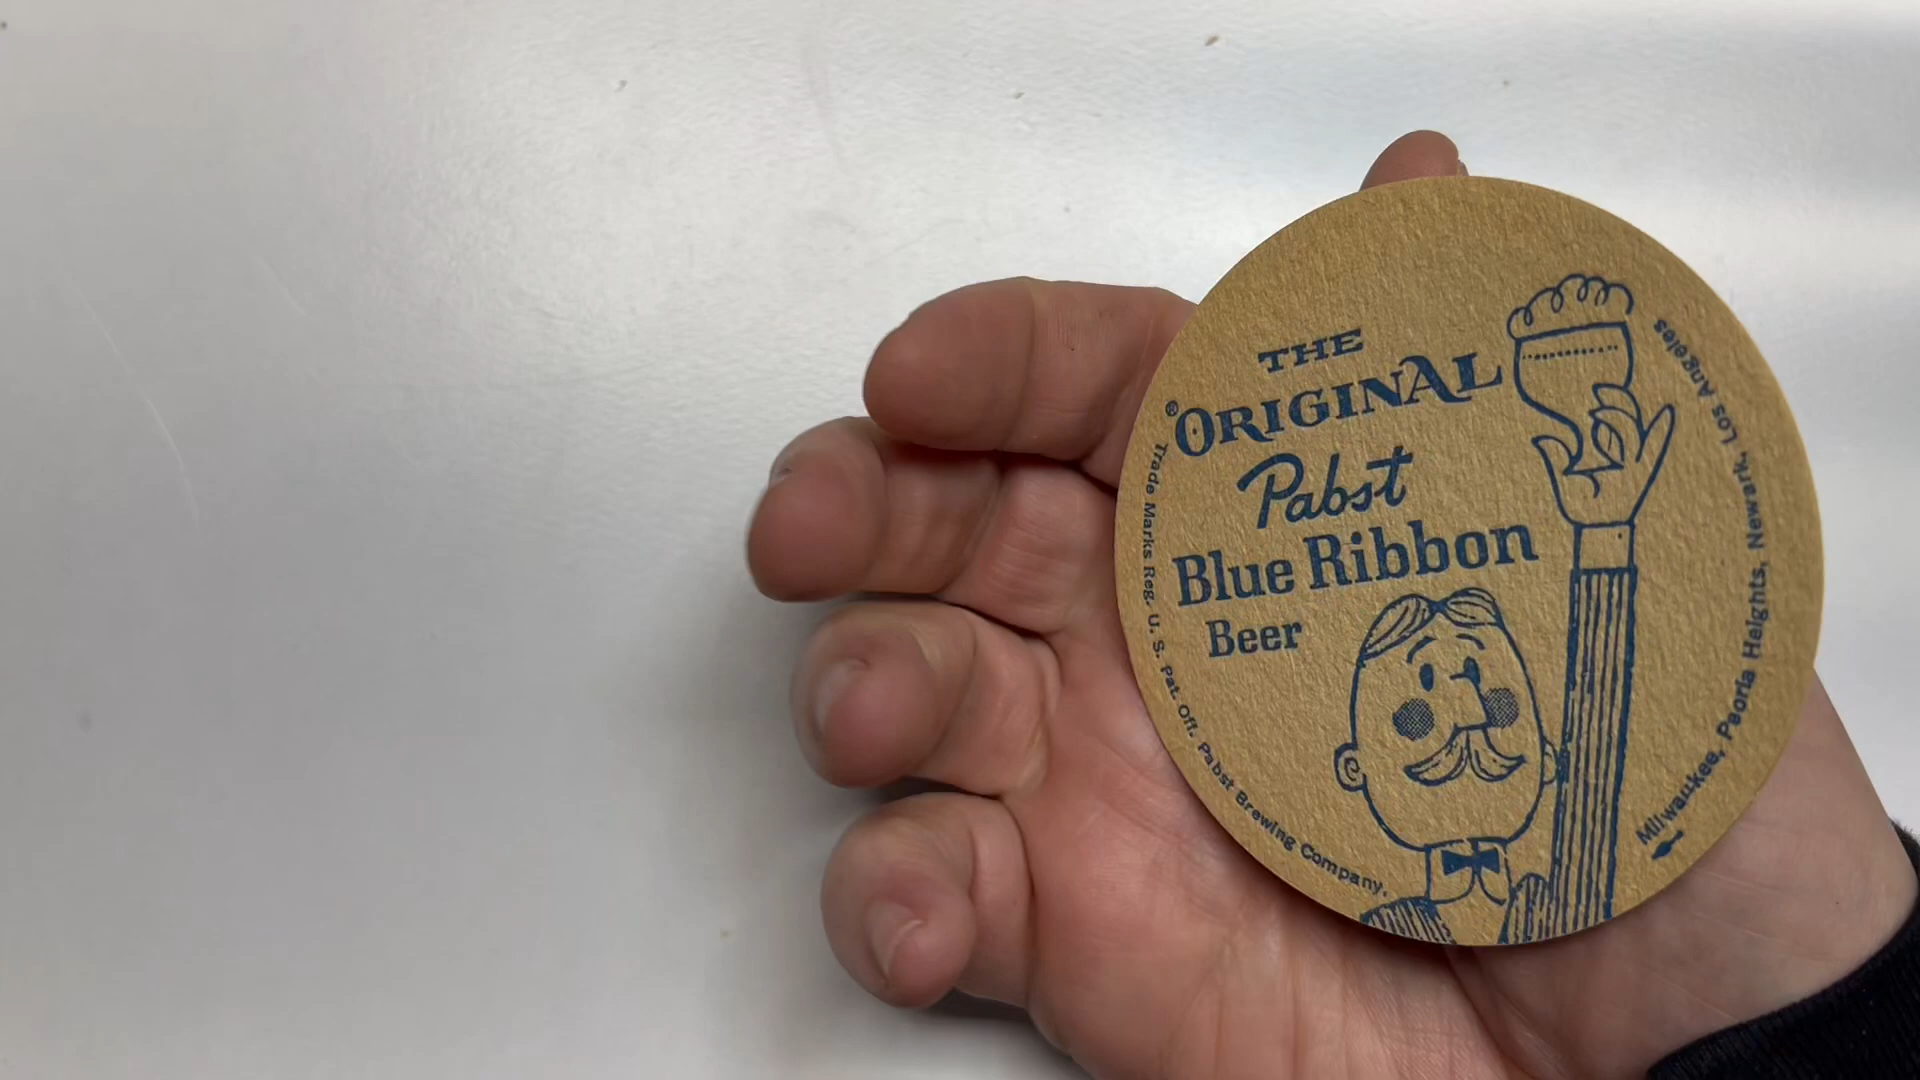 THE
®ORIGINAL
Pabst
Blue Ribbon
Beer
Trade Marks Reg. U. S. Pat. Off. Pabst Brewing Company,
Milwaukee, Peoria Heights, Newark, Los Angeles